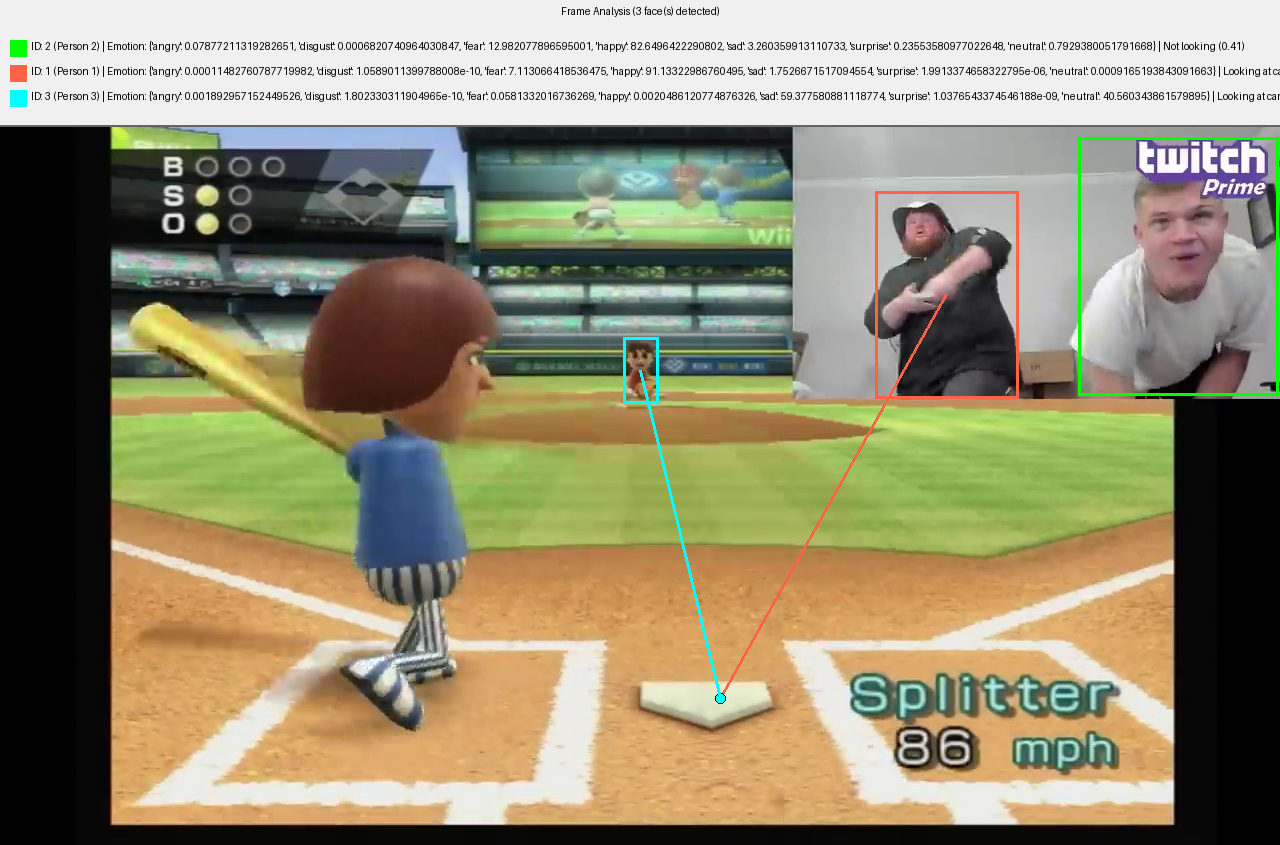 Frame Analysis (3 face(s) detected)
ID: 2 (Person 2) | Emotion: {'angry': 0.07877211319282651, 'disgust': 0.0006820740964030847, 'fear': 12.982077896595001, 'happy': 82.6496422290802, 'sad': 3.260359913110733, 'surprise': 0.23553580977022648, 'neutral': 0.7929380051791668} | Not looking (0.41)
ID: 1 (Person 1) | Emotion: {'angry': 0.00011482760787719982, 'disgust': 1.0589011399788008e-10, 'fear': 7.113066418536475, 'happy': 91.13322986760495, 'sad': 1.7526671517094554, 'surprise': 1.9913374658322795e-06, 'neutral': 0.0009165193843091663} | Looking at ca
ID: 3 (Person 3) | Emotion: {'angry': 0.001892957152449526, 'disgust': 1.802330311904965e-10, 'fear': 0.0581332016736269, 'happy': 0.0020486120774876326, 'sad': 59.377580881118774, 'surprise': 1.0376543374546188e-09, 'neutral': 40.560343861579895} | Looking at car
twitch
Prime
B
S
O
Wii
Splitter
86 mph